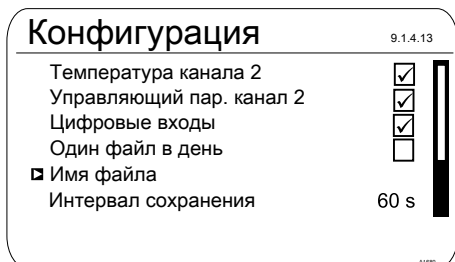 Конфигурация 9.1.4.13
Температура канала 2
Управляющий пар. канал 2
Цифровые входы
Один файл в день
Имя файла
Интервал сохранения 60 s